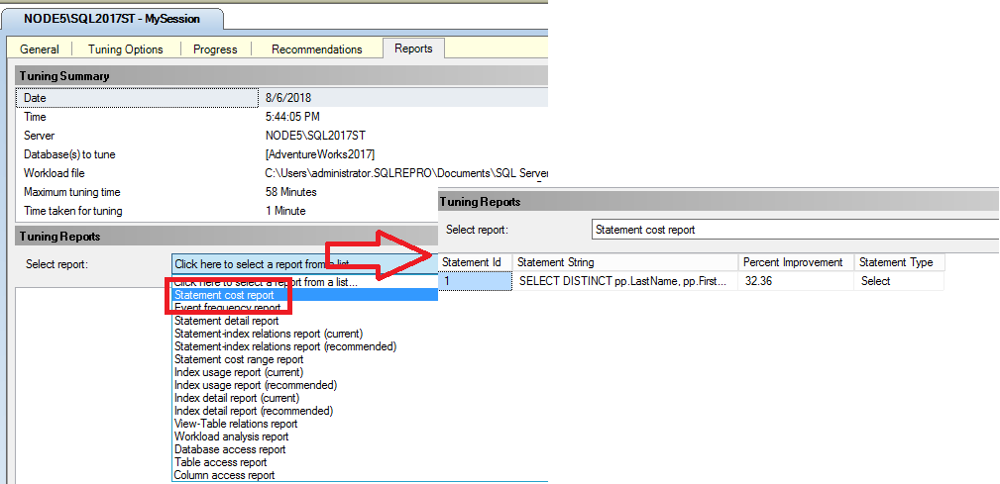 NODE5\SQL2017ST - MySession
General Tuning Options Progress Recommendations Reports
Tuning Summary
Date 8/6/2018
Time 5:44:05 PM
Server NODE5\SQL2017ST
Database(s) to tune [AdventureWorks2017]
Workload file C:\Users\administrator.SQLREPRO\Documents\SQL Server
Maximum tuning time 58 Minutes
Time taken for tuning 1 Minute
Tuning Reports
Select report: Click here to select a report from a list...
Click here to select a report from a list...
Statement cost report
Event frequency report
Statement detail report
Statement-index relations report (current)
Statement-index relations report (recommended)
Statement cost range report
Index usage report (current)
Index usage report (recommended)
Index detail report (current)
Index detail report (recommended)
View-Table relations report
Workload analysis report
Database access report
Table access report
Column access report
Tuning Reports
Select report: Statement cost report
Statement Id Statement String Percent Improvement Statement Type
1 SELECT DISTINCT pp.LastName, pp.First... 32.36 Select